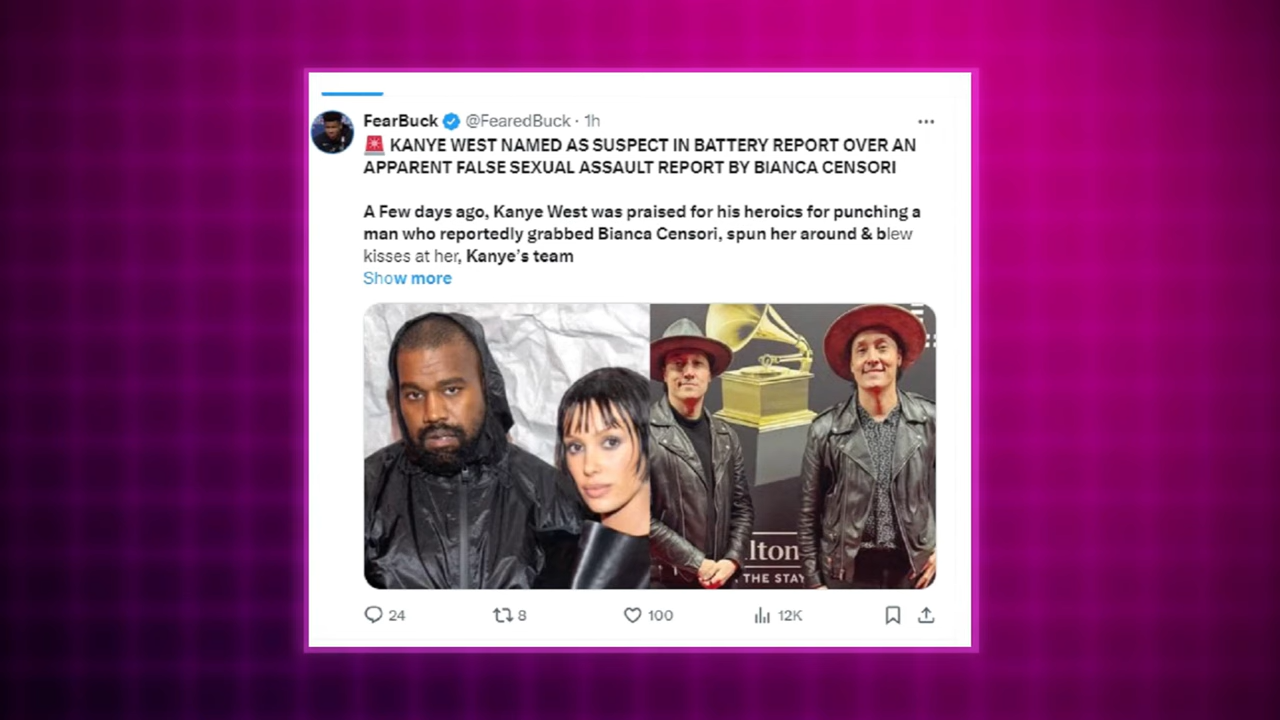 FearBuck @FearedBuck · 1h
🚨 KANYE WEST NAMED AS SUSPECT IN BATTERY REPORT OVER AN
APPARENT FALSE SEXUAL ASSAULT REPORT BY BIANCA CENSORI
A Few days ago, Kanye West was praised for his heroics for punching a
man who reportedly grabbed Bianca Censori, spun her around & blew
kisses at her, Kanye's team
Show more
lton
THE STAY
24 8 100 12K